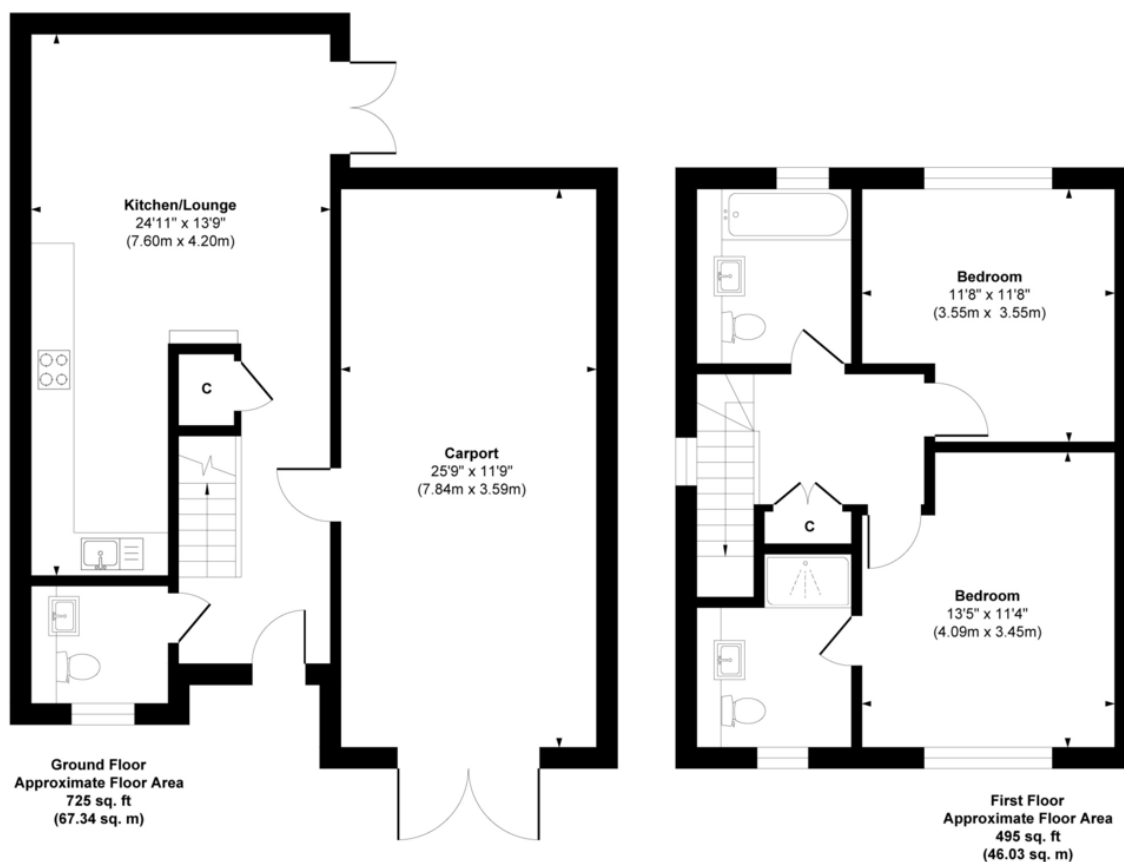 Kitchen/Lounge
24'11" x 13'9"
(7.60m x 4.20m)
C
Carport
25'9" x 11'9"
(7.84m x 3.59m)
Ground Floor
Approximate Floor Area
725 sq. ft
(67.34 sq. m)
Bedroom
11'8" x 11'8"
(3.55m x 3.55m)
C
Bedroom
13'5" x 11'4"
(4.09m x 3.45m)
First Floor
Approximate Floor Area
495 sq. ft
(46.03 sq. m)